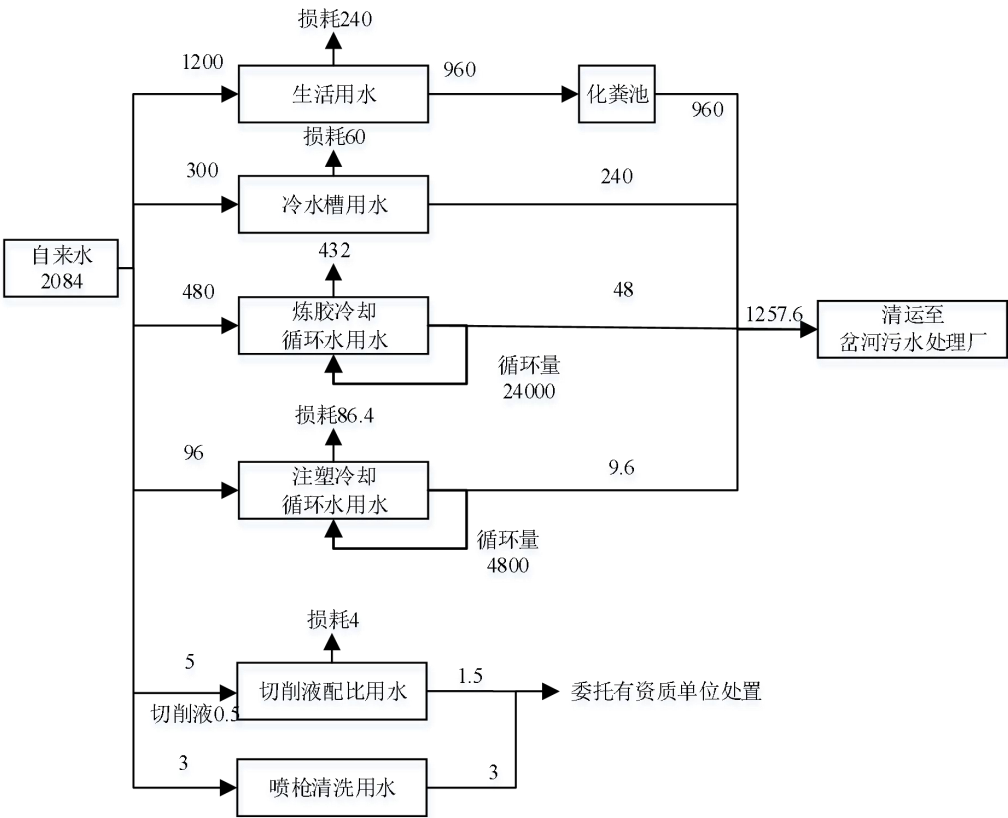 损耗240
1200
生活用水
960
化粪池
960
损耗60
300
冷水槽用水
240
自来水
2084
432
480
炼胶冷却
循环水用水
48
循环量
24000
1257.6
清运至
岔河污水处理厂
损耗86.4
96
注塑冷却
循环水用水
9.6
循环量
4800
损耗4
5
切削液0.5
切削液配比用水
1.5
委托有资质单位处置
3
喷枪清洗用水
3